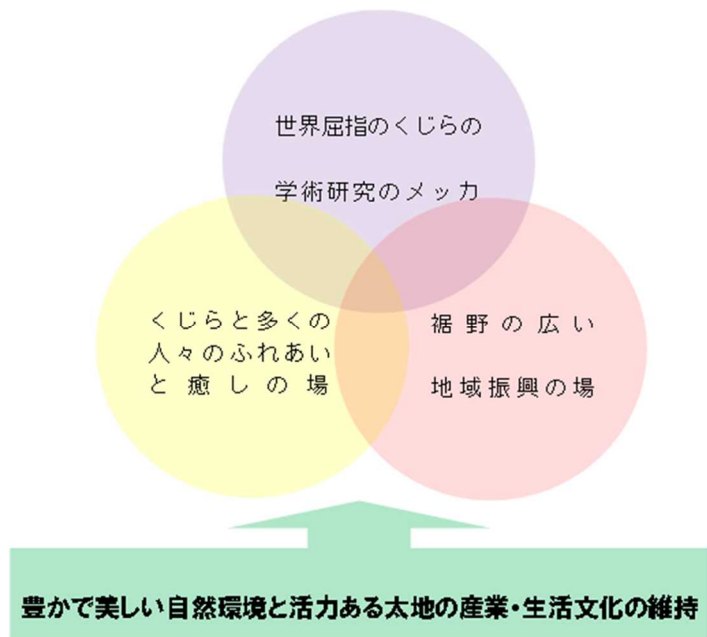 世界屈指のくじらの
学術研究のメッカ
くじらと多くの
人々のふれあい
と癒しの場
裾野の広い
地域振興の場
豊かで美しい自然環境と活力ある太地の産業・生活文化の維持